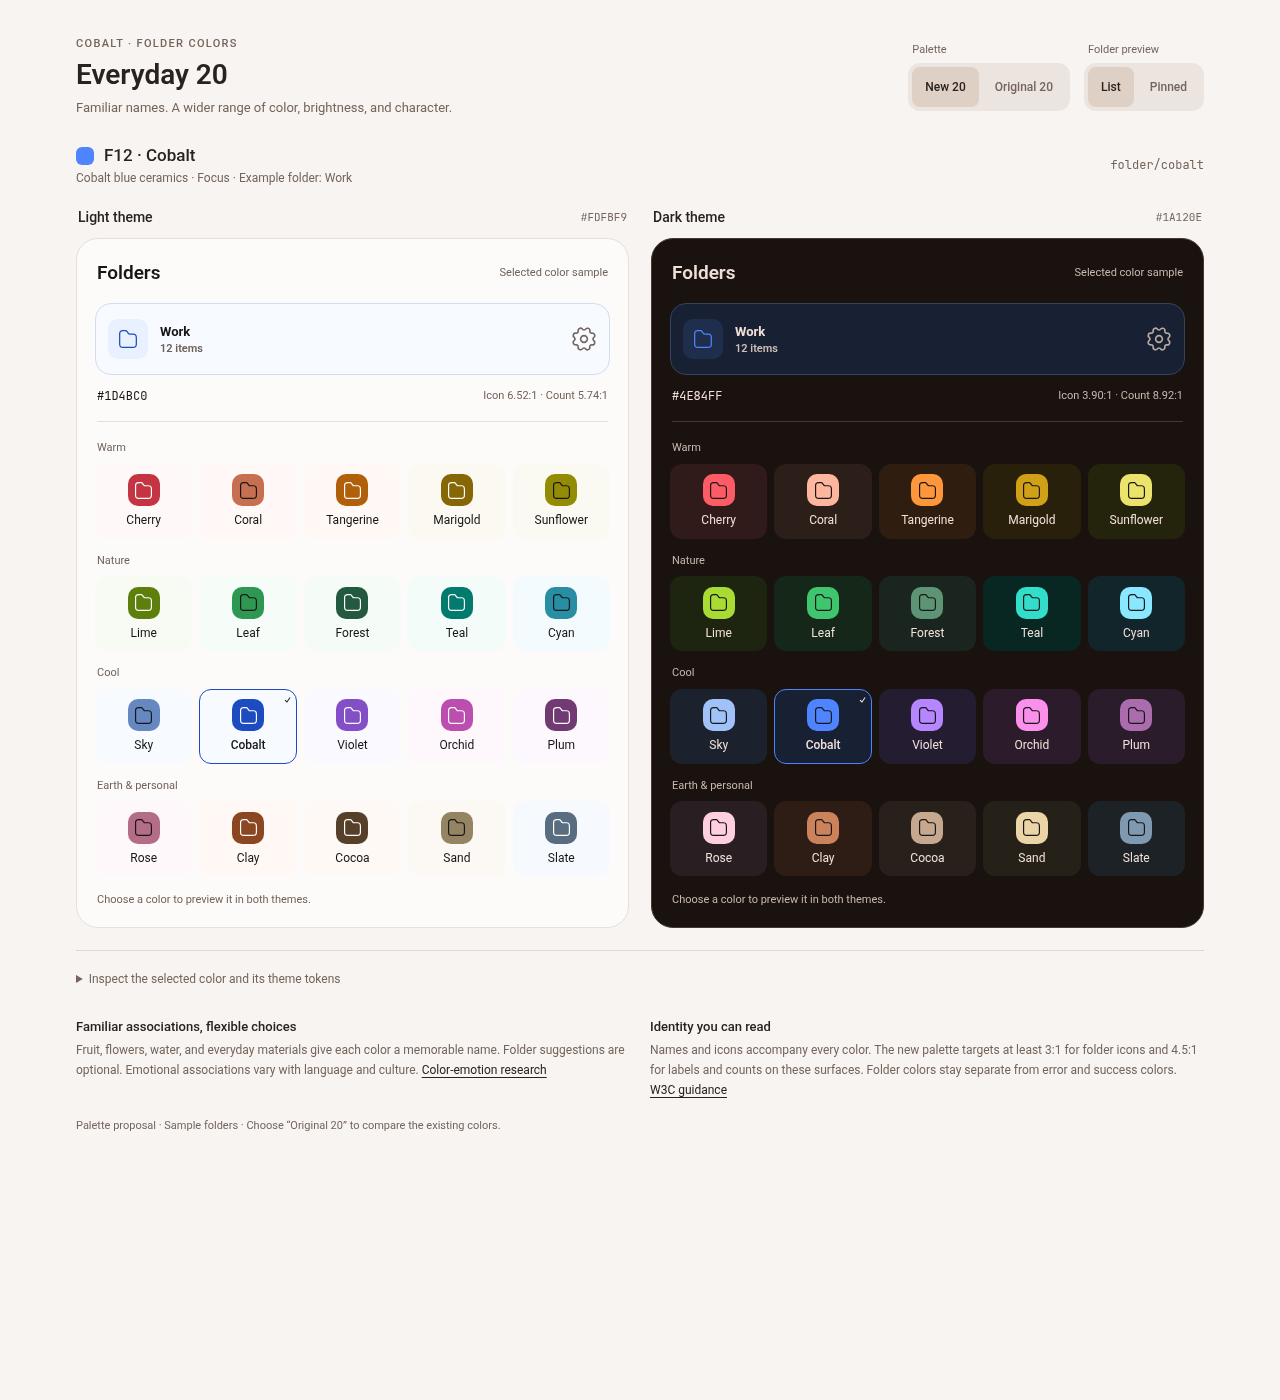 COBALT · FOLDER COLORS
Everyday 20
Familiar names. A wider range of color, brightness, and character.
Palette
New 20
Original 20
Folder preview
List
Pinned
F12 · Cobalt
Cobalt blue ceramics · Focus · Example folder: Work
folder/cobalt
Light theme
#FDFBF9
Folders
Selected color sample
Work
12 items
#1D4BC0
Icon 6.52:1 · Count 5.74:1
Warm
Cherry
Coral
Tangerine
Marigold
Sunflower
Nature
Lime
Leaf
Forest
Teal
Cyan
Cool
Sky
Cobalt
Violet
Orchid
Plum
Earth & personal
Rose
Clay
Cocoa
Sand
Slate
Choose a color to preview it in both themes.
Dark theme
#1A120E
Folders
Selected color sample
Work
12 items
#4E84FF
Icon 3.90:1 · Count 8.92:1
Warm
Cherry
Coral
Tangerine
Marigold
Sunflower
Nature
Lime
Leaf
Forest
Teal
Cyan
Cool
Sky
Cobalt
Violet
Orchid
Plum
Earth & personal
Rose
Clay
Cocoa
Sand
Slate
Choose a color to preview it in both themes.
Inspect the selected color and its theme tokens
Familiar associations, flexible choices
Fruit, flowers, water, and everyday materials give each color a memorable name. Folder suggestions are
optional. Emotional associations vary with language and culture. Color-emotion research
Identity you can read
Names and icons accompany every color. The new palette targets at least 3:1 for folder icons and 4.5:1
for labels and counts on these surfaces. Folder colors stay separate from error and success colors.
W3C guidance
Palette proposal · Sample folders · Choose “Original 20” to compare the existing colors.